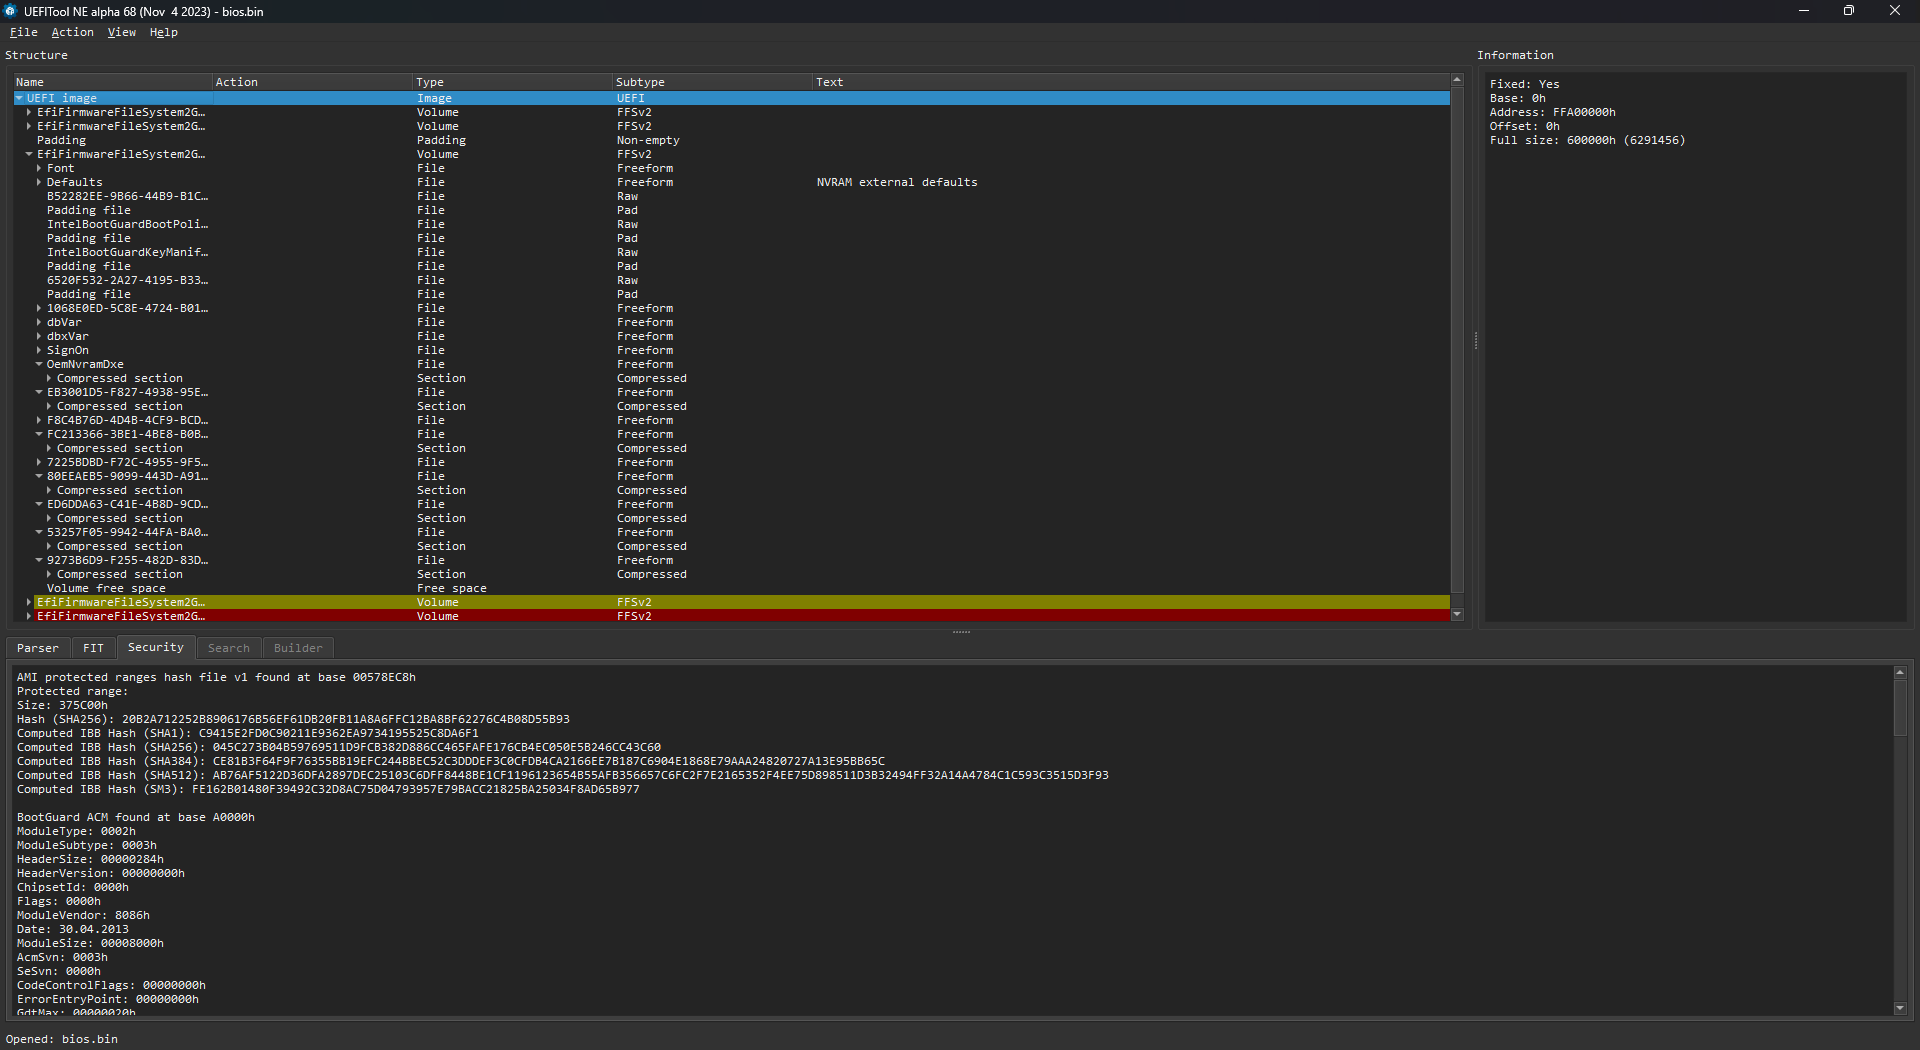 UEFITool NE alpha 68 (Nov  4 2023) - bios.bin
File Action View Help
Structure
Name Action Type Subtype Text
UEFI image Image UEFI
EfiFirmwareFileSystem2G… Volume FFSv2
EfiFirmwareFileSystem2G… Volume FFSv2
Padding Padding Non-empty
EfiFirmwareFileSystem2G… Volume FFSv2
Font File Freeform
Defaults File Freeform NVRAM external defaults
B52282EE-9B66-44B9-B1C… File Raw
Padding file File Pad
IntelBootGuardBootPoli… File Raw
Padding file File Pad
IntelBootGuardKeyManif… File Raw
Padding file File Pad
6520F532-2A27-4195-B33… File Raw
Padding file File Pad
1068E0ED-5C8E-4724-B01… File Freeform
dbVar File Freeform
dbxVar File Freeform
SignOn File Freeform
OemNvramDxe File Freeform
Compressed section Section Compressed
EB3001D5-F827-4938-95E… File Freeform
Compressed section Section Compressed
F8C4B76D-4D4B-4CF9-BCD… File Freeform
FC213366-3BE1-4BE8-B0B… File Freeform
Compressed section Section Compressed
7225BDBD-F72C-4955-9F5… File Freeform
80EEAEB5-9099-443D-A91… File Freeform
Compressed section Section Compressed
ED6DDA63-C41E-4B8D-9CD… File Freeform
Compressed section Section Compressed
53257F05-9942-44FA-BA0… File Freeform
Compressed section Section Compressed
9273B6D9-F255-482D-83D… File Freeform
Compressed section Section Compressed
Volume free space Free space
EfiFirmwareFileSystem2G… Volume FFSv2
EfiFirmwareFileSystem2G… Volume FFSv2
Information
Fixed: Yes
Base: 0h
Address: FFA00000h
Offset: 0h
Full size: 600000h (6291456)
Parser FIT Security Search Builder
AMI protected ranges hash file v1 found at base 00578EC8h
Protected range:
Size: 375C00h
Hash (SHA256): 20B2A712252B8906176B56EF61DB20FB11A8A6FFC12BA8BF62276C4B08D55B93
Computed IBB Hash (SHA1): C9415E2FD0C90211E9362EA9734195525C8DA6F1
Computed IBB Hash (SHA256): 045C273B04B59769511D9FCB382D886CC465FAFE176CB4EC050E5B246CC43C60
Computed IBB Hash (SHA384): CE81B3F64F9F76355BB19EFC244BBEC52C3DDDEF3C0CFDB4CA2166EE7B187C6904E1868E79AAA24820727A13E95BB65C
Computed IBB Hash (SHA512): AB76AF5122D36DFA2897DEC25103C6DFF8448BE1CF1196123654B55AFB356657C6FC2F7E2165352F4EE75D898511D3B32494FF32A14A4784C1C593C3515D3F93
Computed IBB Hash (SM3): FE162B01480F39492C32D8AC75D04793957E79BACC21825BA25034F8AD65B977
BootGuard ACM found at base A0000h
ModuleType: 0002h
ModuleSubtype: 0003h
HeaderSize: 00000284h
HeaderVersion: 00000000h
ChipsetId: 0000h
Flags: 0000h
ModuleVendor: 8086h
Date: 30.04.2013
ModuleSize: 00008000h
AcmSvn: 0003h
SeSvn: 0000h
CodeControlFlags: 00000000h
ErrorEntryPoint: 00000000h
GdtMax: 00000020h
Opened: bios.bin